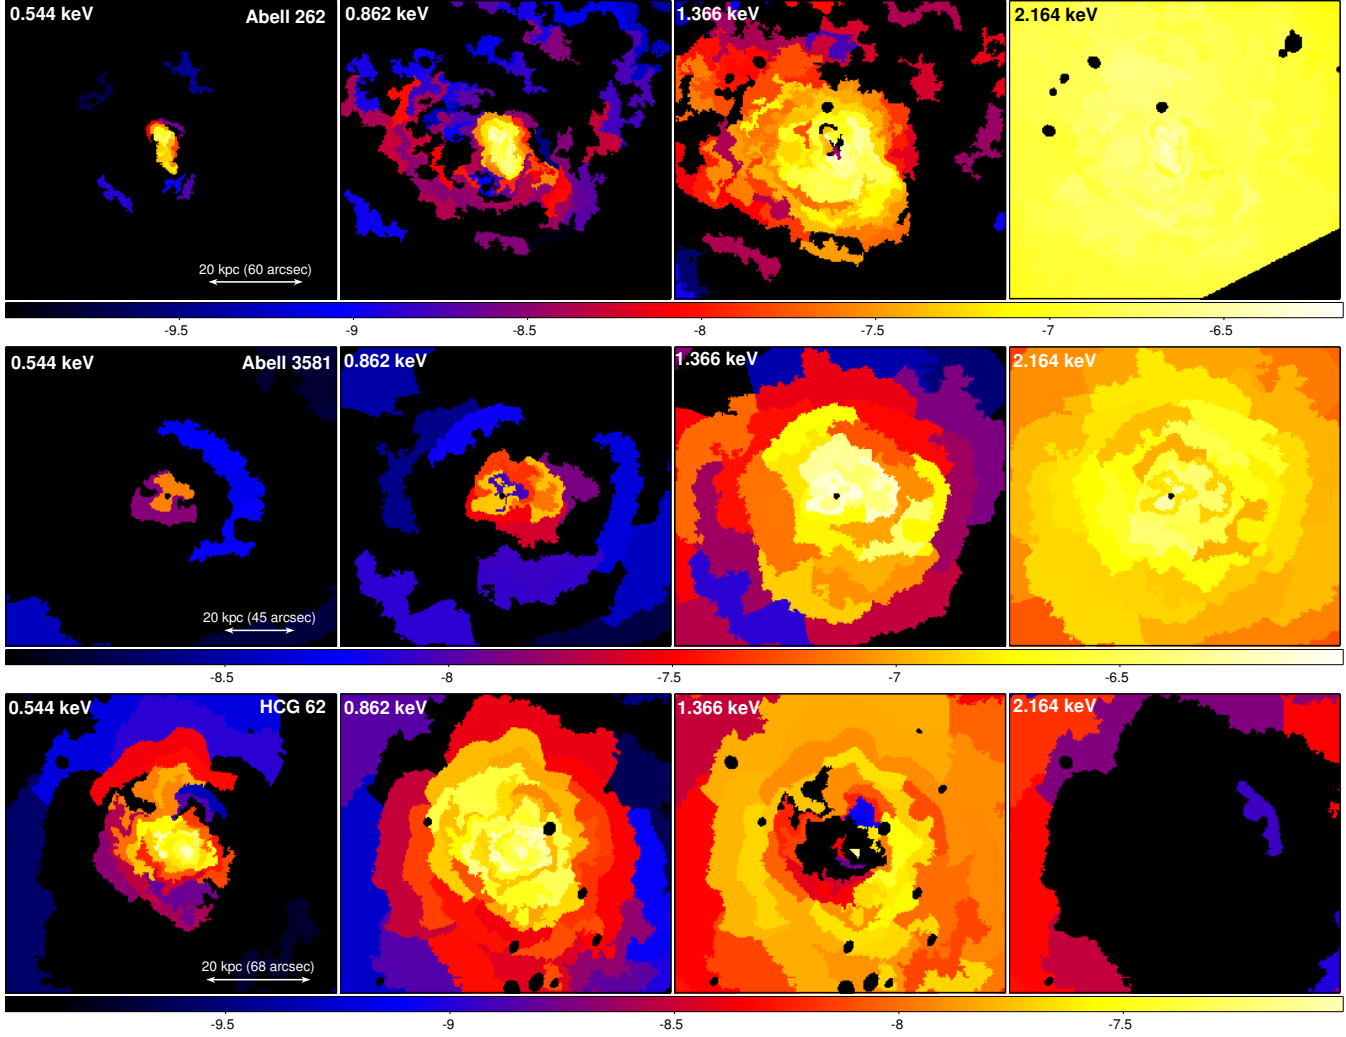 0.544 keV Abell 262 0.862 keV 1.366 keV 2.164 keV
20 kpc (60 arcsec)
-9.5 -9 -8.5 -8 -7.5 -7 -6.5
0.544 keV Abell 3581 0.862 keV 1.366 keV 2.164 keV
20 kpc (45 arcsec)
-8.5 -8 -7.5 -7 -6.5
0.544 keV HCG 62 0.862 keV 1.366 keV 2.164 keV
20 kpc (68 arcsec)
-9.5 -9 -8.5 -8 -7.5